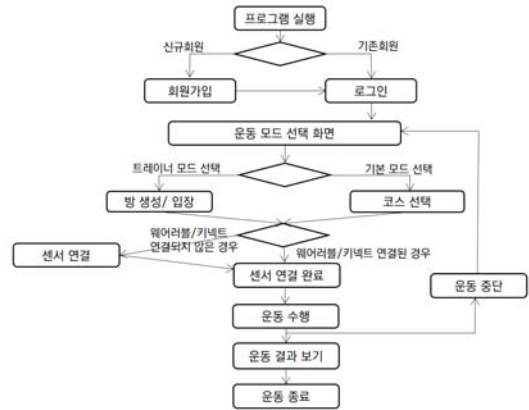 프로그램 실행
신규회원
기존회원
회원가입
로그인
운동 모드 선택 화면
트레이너 모드 선택
기본 모드 선택
방 생성/ 입장
코스 선택
웨어러블/키넥트
연결돠지 않은 경우
웨어러블/키넥트 연결된 경우
센서 연결
센서 연결 완료
운동 중단
운동 수행
운동 결과 보기
운동 종료